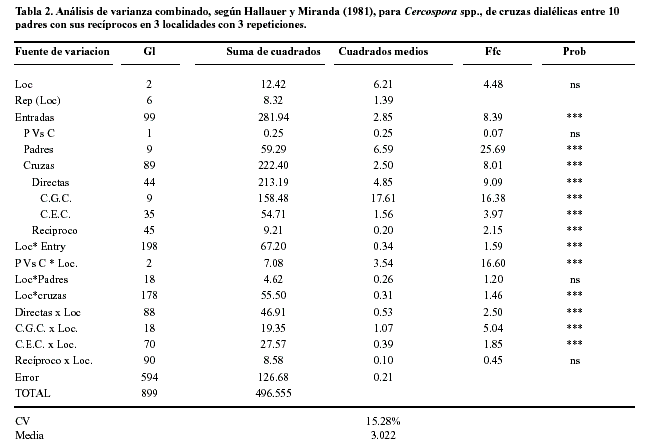 Tabla 2. Análisis de varianza combinado, según Hallauer y Miranda (1981), para Cercospora spp., de cruzas dialélicas entre 10
padres con sus recíprocos en 3 localidades con 3 repeticiones.
Fuente de variacion Gl Suma de cuadrados Cuadrados medios Ffc Prob
Loc 2 12.42 6.21 4.48 ns
Rep (Loc) 6 8.32 1.39
Entradas 99 281.94 2.85 8.39 ***
P Vs C 1 0.25 0.25 0.07 ns
Padres 9 59.29 6.59 25.69 ***
Cruzas 89 222.40 2.50 8.01 ***
Directas 44 213.19 4.85 9.09 ***
C.G.C. 9 158.48 17.61 16.38 ***
C.E.C. 35 54.71 1.56 3.97 ***
Reciproco 45 9.21 0.20 2.15 ***
Loc* Entry 198 67.20 0.34 1.59 ***
P Vs C * Loc. 2 7.08 3.54 16.60 ***
Loc*Padres 18 4.62 0.26 1.20 ns
Loc*cruzas 178 55.50 0.31 1.46 ***
Directas x Loc 88 46.91 0.53 2.50 ***
C.G.C. x Loc. 18 19.35 1.07 5.04 ***
C.E.C. x Loc. 70 27.57 0.39 1.85 ***
Recíproco x Loc. 90 8.58 0.10 0.45 ns
Error 594 126.68 0.21
TOTAL 899 496.555
CV 15.28%
Media 3.022